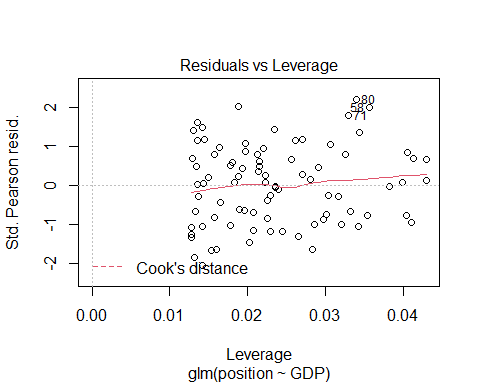 Residuals vs Leverage
Std. Pearson resid.
2
1
0
-1
-2
80
58
71
Cook's distance
0.00
0.01
0.02
0.03
0.04
Leverage
glm(position ~ GDP)